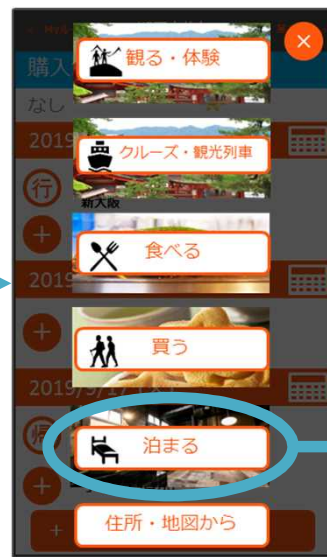 購入
なし
観る・体験
2019
クルーズ・観光列車
行
新大阪
食べる
2019
買う
2019/9/17
帰
泊まる
住所・地図から